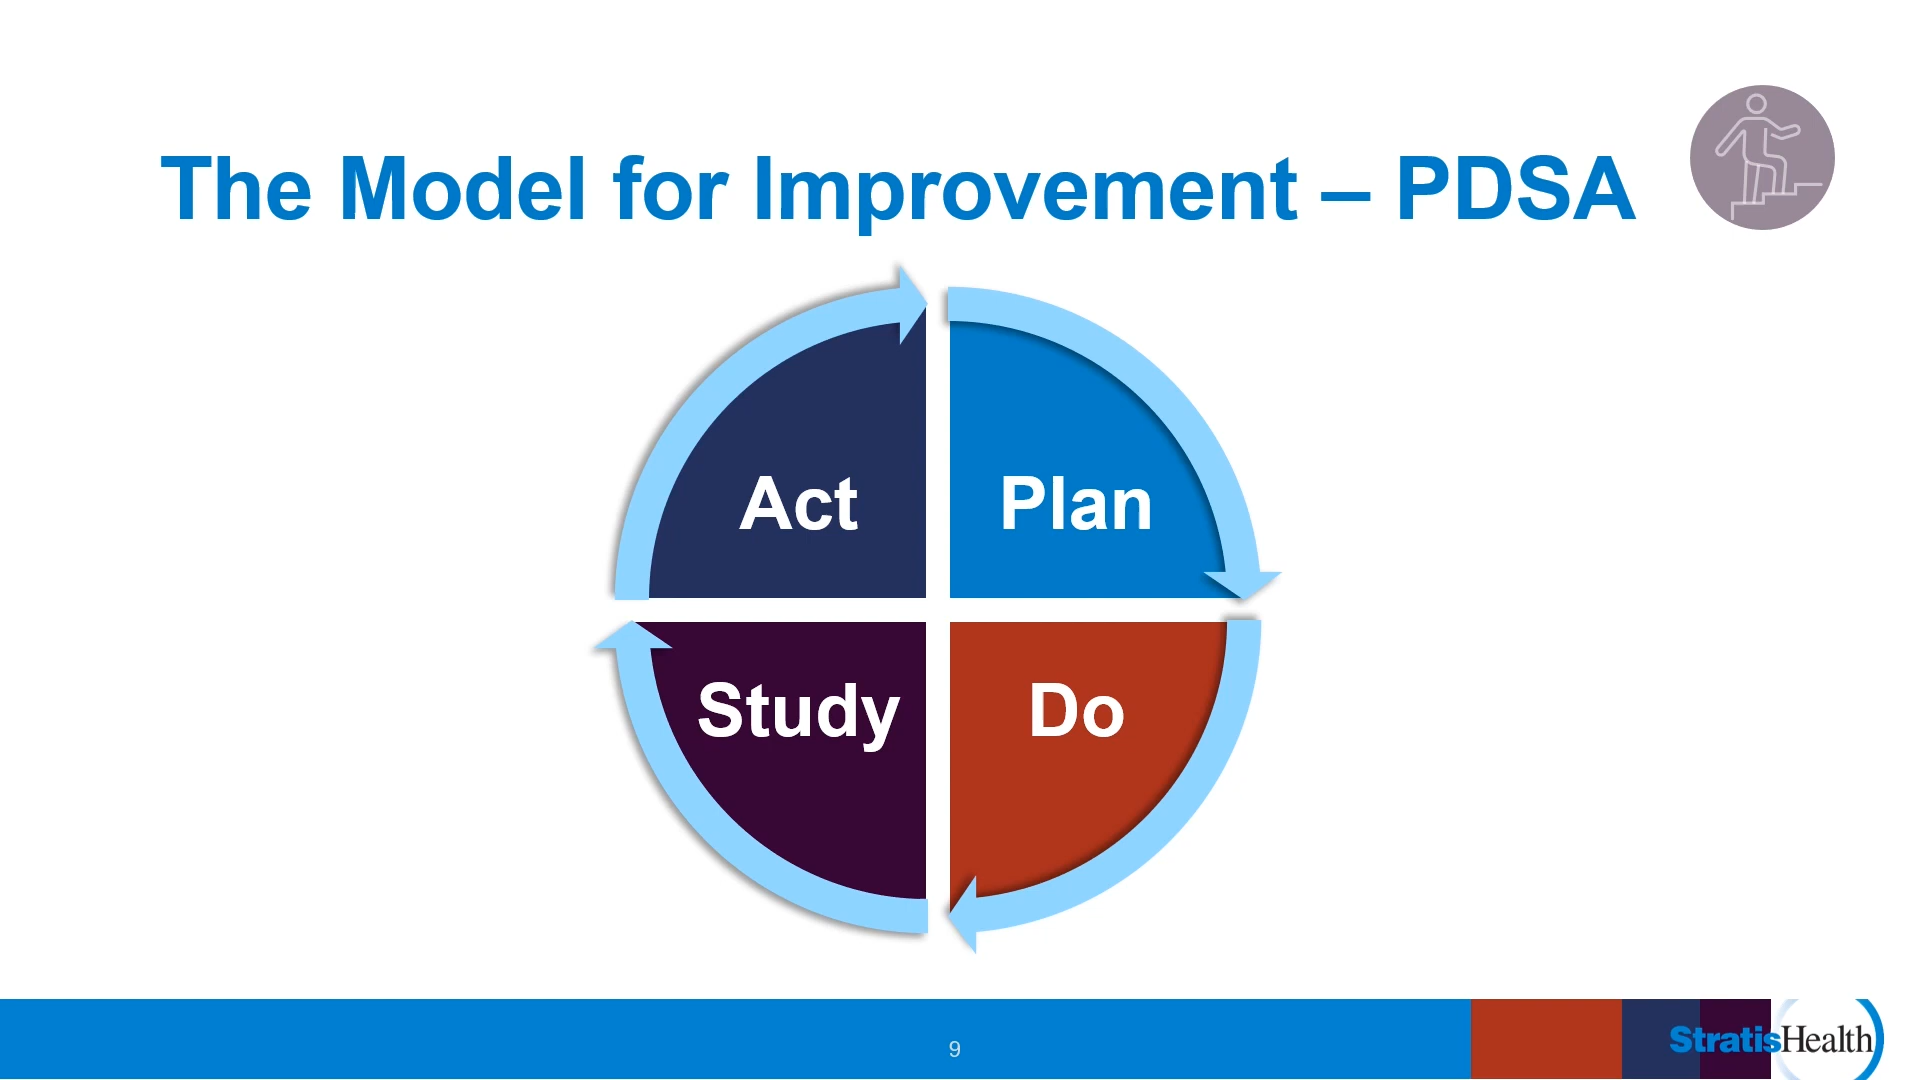 The Model for Improvement – PDSA
Act
Plan
Study
Do
9
StratisHealth